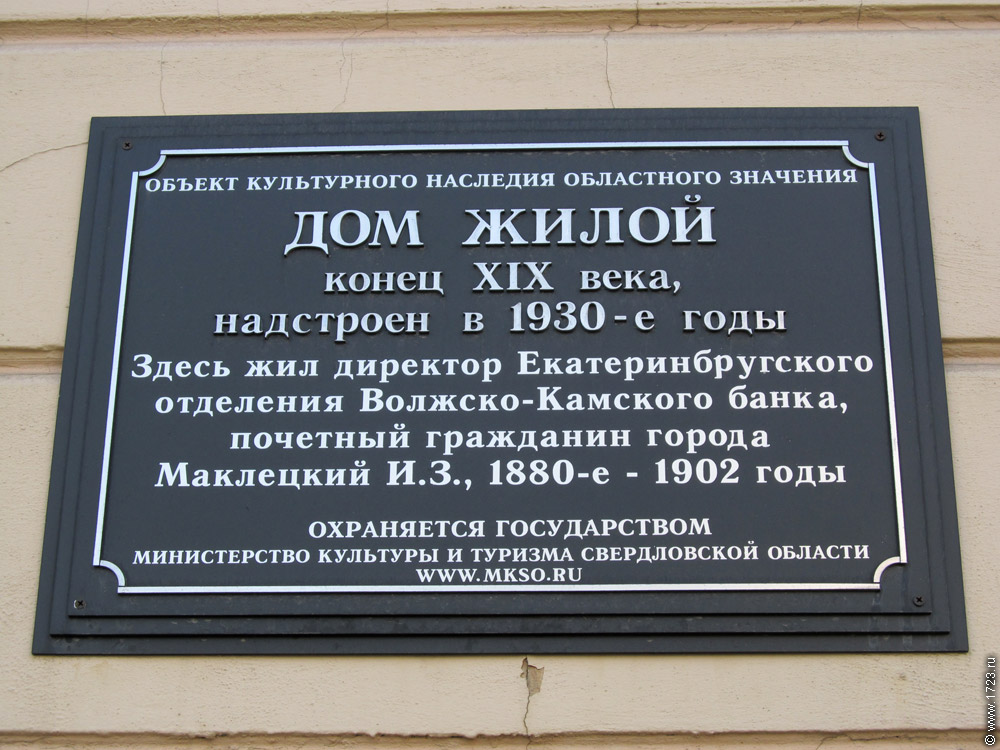 ОБЪЕКТ КУЛЬТУРНОГО НАСЛЕДИЯ ОБЛАСТНОГО ЗНАЧЕНИЯ
ДОМ ЖИЛОЙ
конец XIX века,
надстроен в 1930-е годы
Здесь жил директор Екатеринбругского
отделения Волжско-Камского банка,
почетный гражданин города
Маклецкий И.З., 1880-е - 1902 годы
ОХРАНЯЕТСЯ ГОСУДАРСТВОМ
МИНИСТЕРСТВО КУЛЬТУРЫ И ТУРИЗМА СВЕРДЛОВСКОЙ ОБЛАСТИ
WWW.MKSO.RU
© www.1723.ru